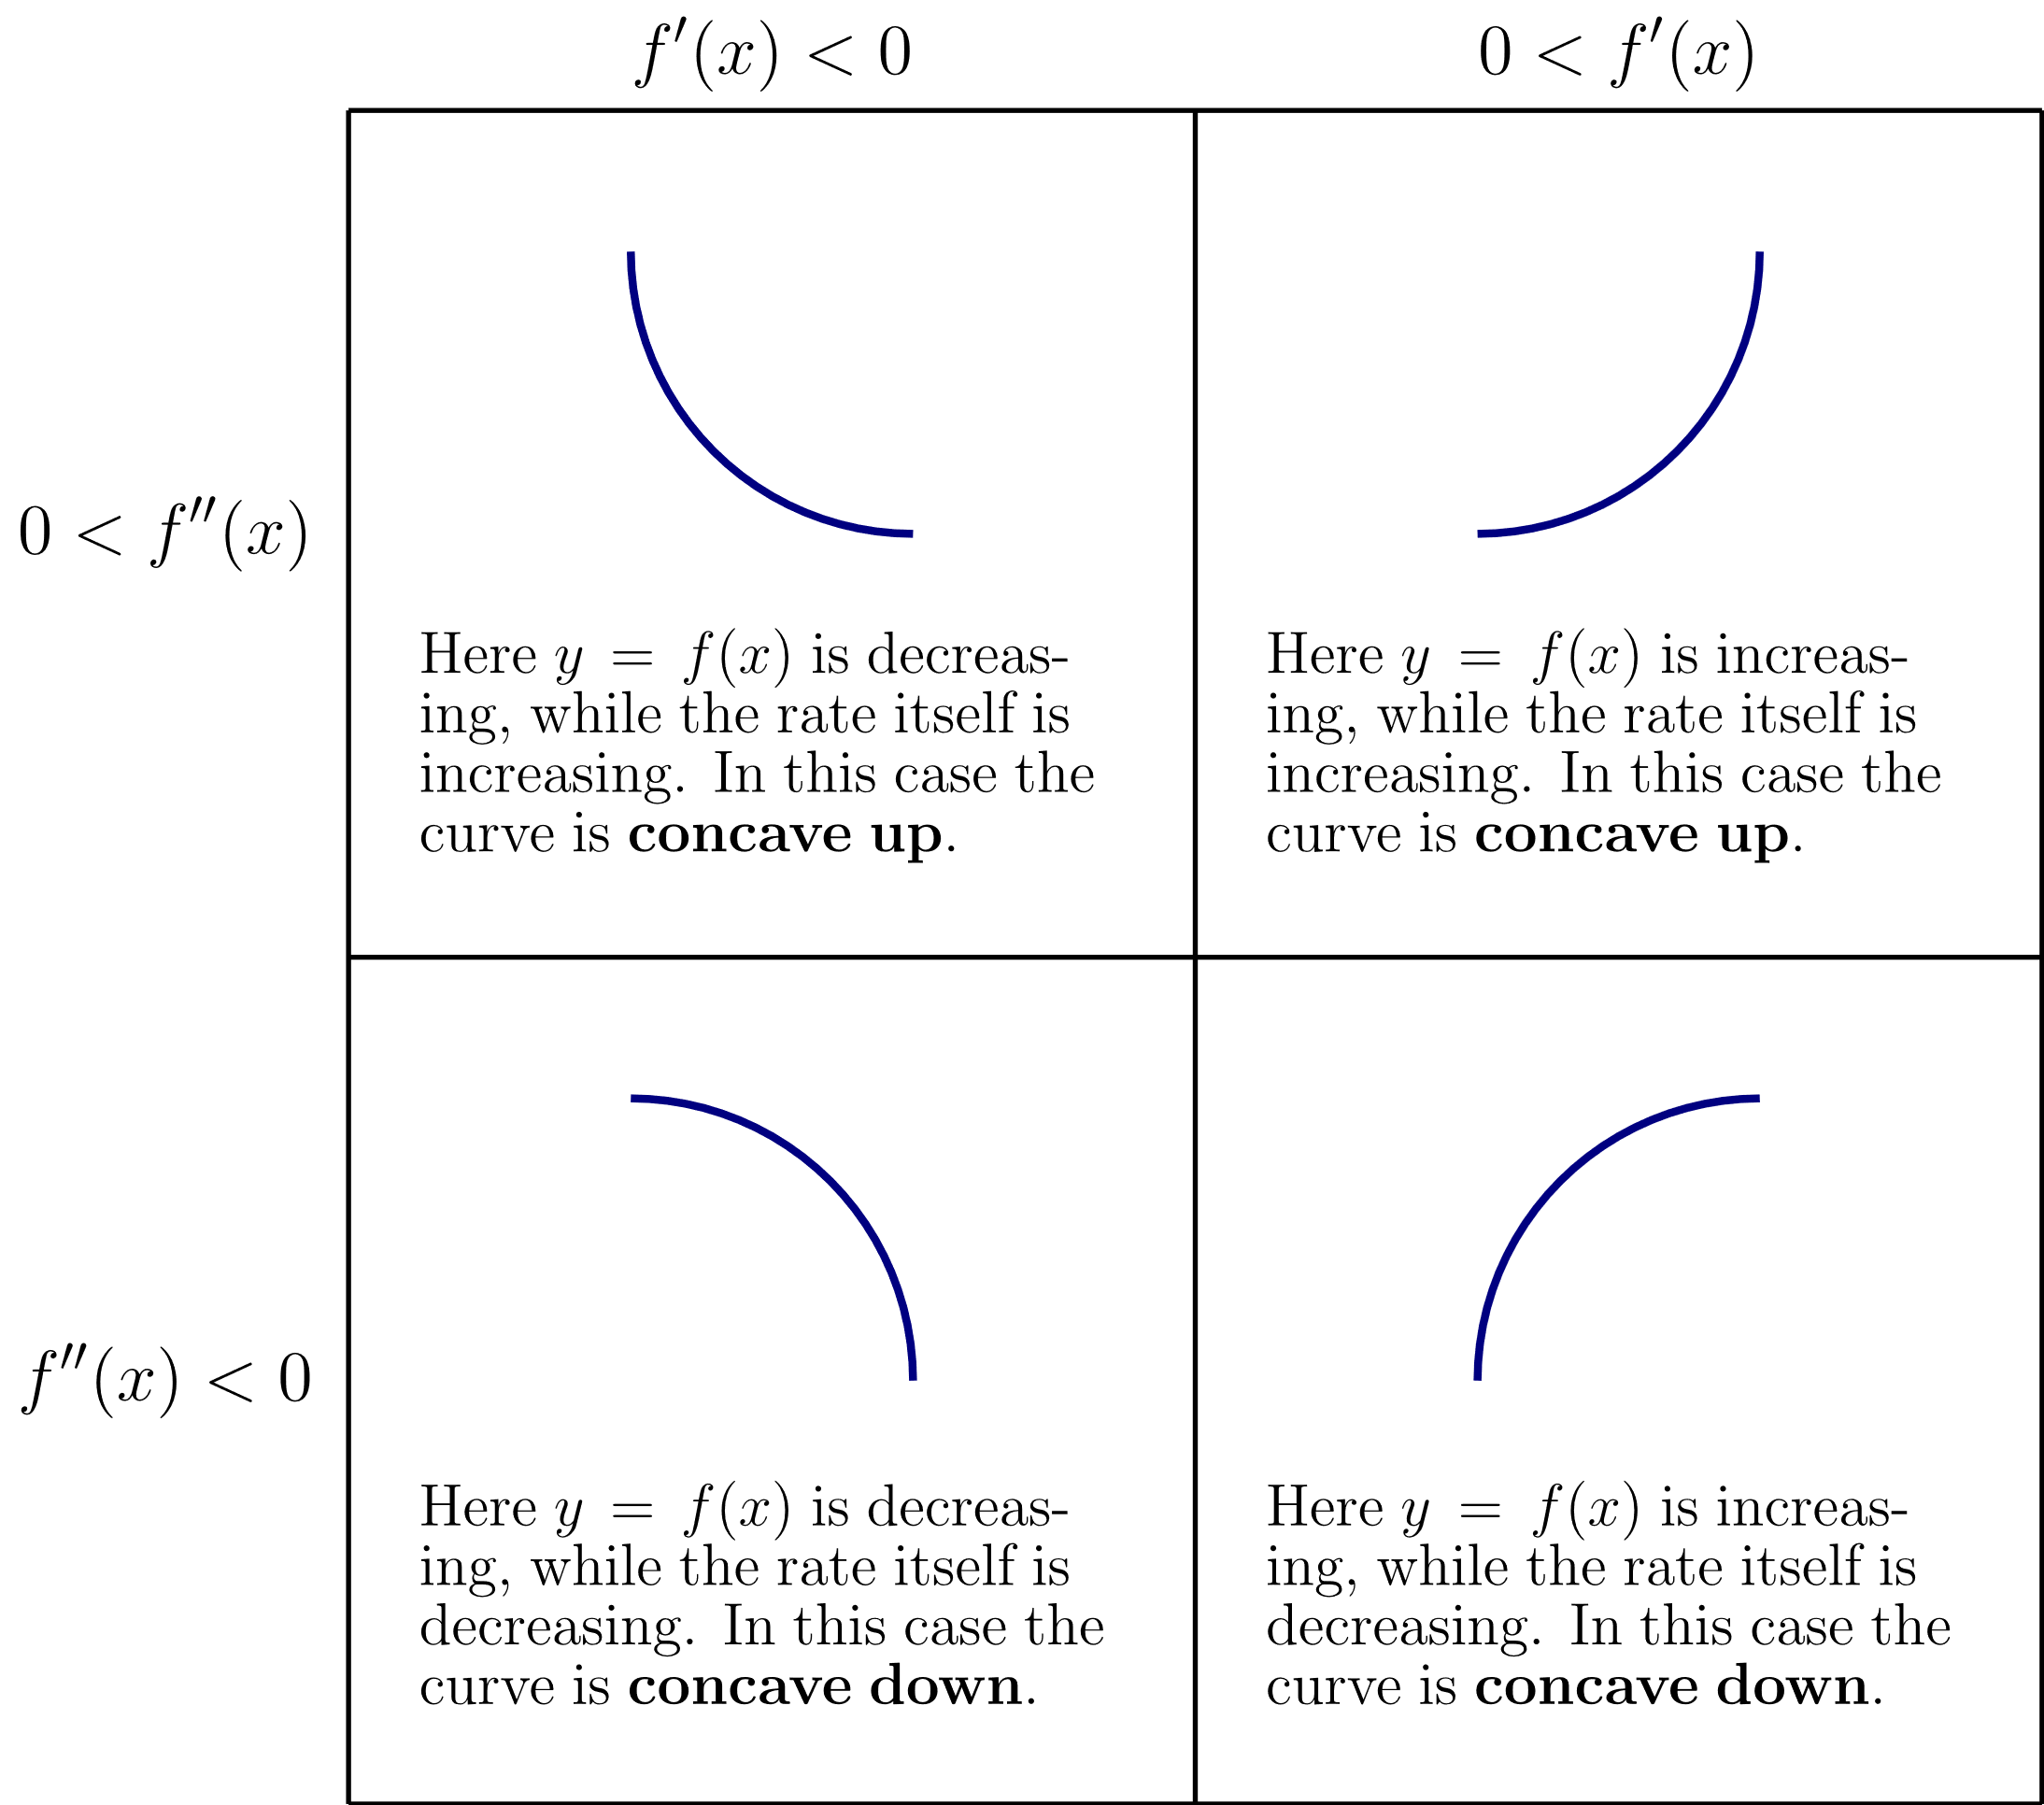 f′(x) < 0
0 < f′(x)
0 < f′′(x)
Here y = f(x) is decreas-
ing, while the rate itself is
increasing. In this case the
curve is concave up.
Here y = f(x) is increas-
ing, while the rate itself is
increasing. In this case the
curve is concave up.
f′′(x) < 0
Here y = f(x) is decreas-
ing, while the rate itself is
decreasing. In this case the
curve is concave down.
Here y = f(x) is increas-
ing, while the rate itself is
decreasing. In this case the
curve is concave down.